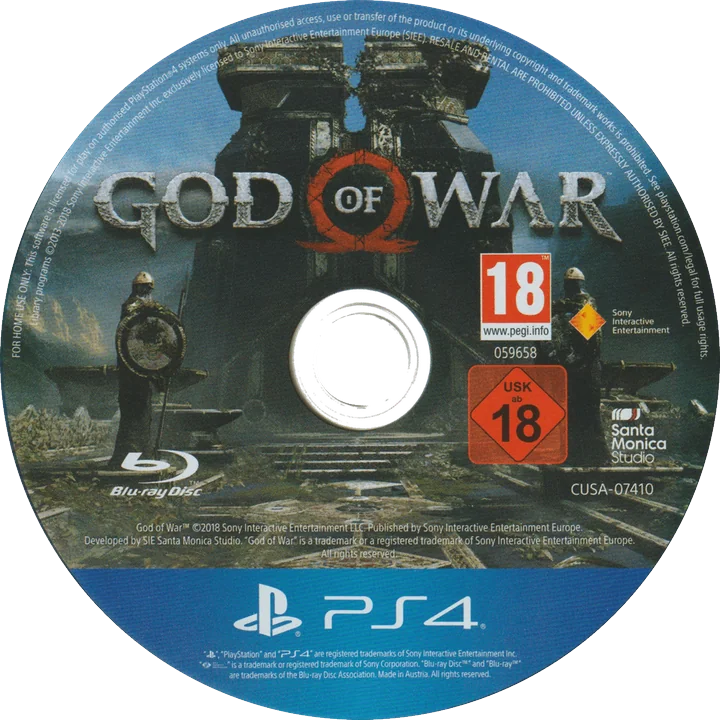 FOR HOME USE ONLY: This software is licensed for play on authorised PlayStation®4 systems only. All unauthorised access, use or transfer of the product or its underlying copyright and trademark works is prohibited. See playstation.com/legal for full usage rights.
Library programs ©2013-2018 Sony Interactive Entertainment Inc. exclusively licensed to Sony Interactive Entertainment Europe (SIEE). RESALE AND RENTAL ARE PROHIBITED UNLESS EXPRESSLY AUTHORISED BY SIEE. All rights reserved.
GOD OF WAR™
18™
www.pegi.info
059658
Sony
Interactive
Entertainment
USK
ab
18
Santa
Monica
Studio
Blu-ray Disc
CUSA-07410
God of War™ ©2018 Sony Interactive Entertainment LLC. Published by Sony Interactive Entertainment Europe.
Developed by SIE Santa Monica Studio. "God of War" is a trademark or a registered trademark of Sony Interactive Entertainment Europe.
All rights reserved.
PS4®
"PlayStation" and "PS4" are registered trademarks of Sony Interactive Entertainment Inc.
is a trademark or registered trademark of Sony Corporation. "Blu-ray Disc™" and "Blu-ray™"
are trademarks of the Blu-ray Disc Association. Made in Austria. All rights reserved.